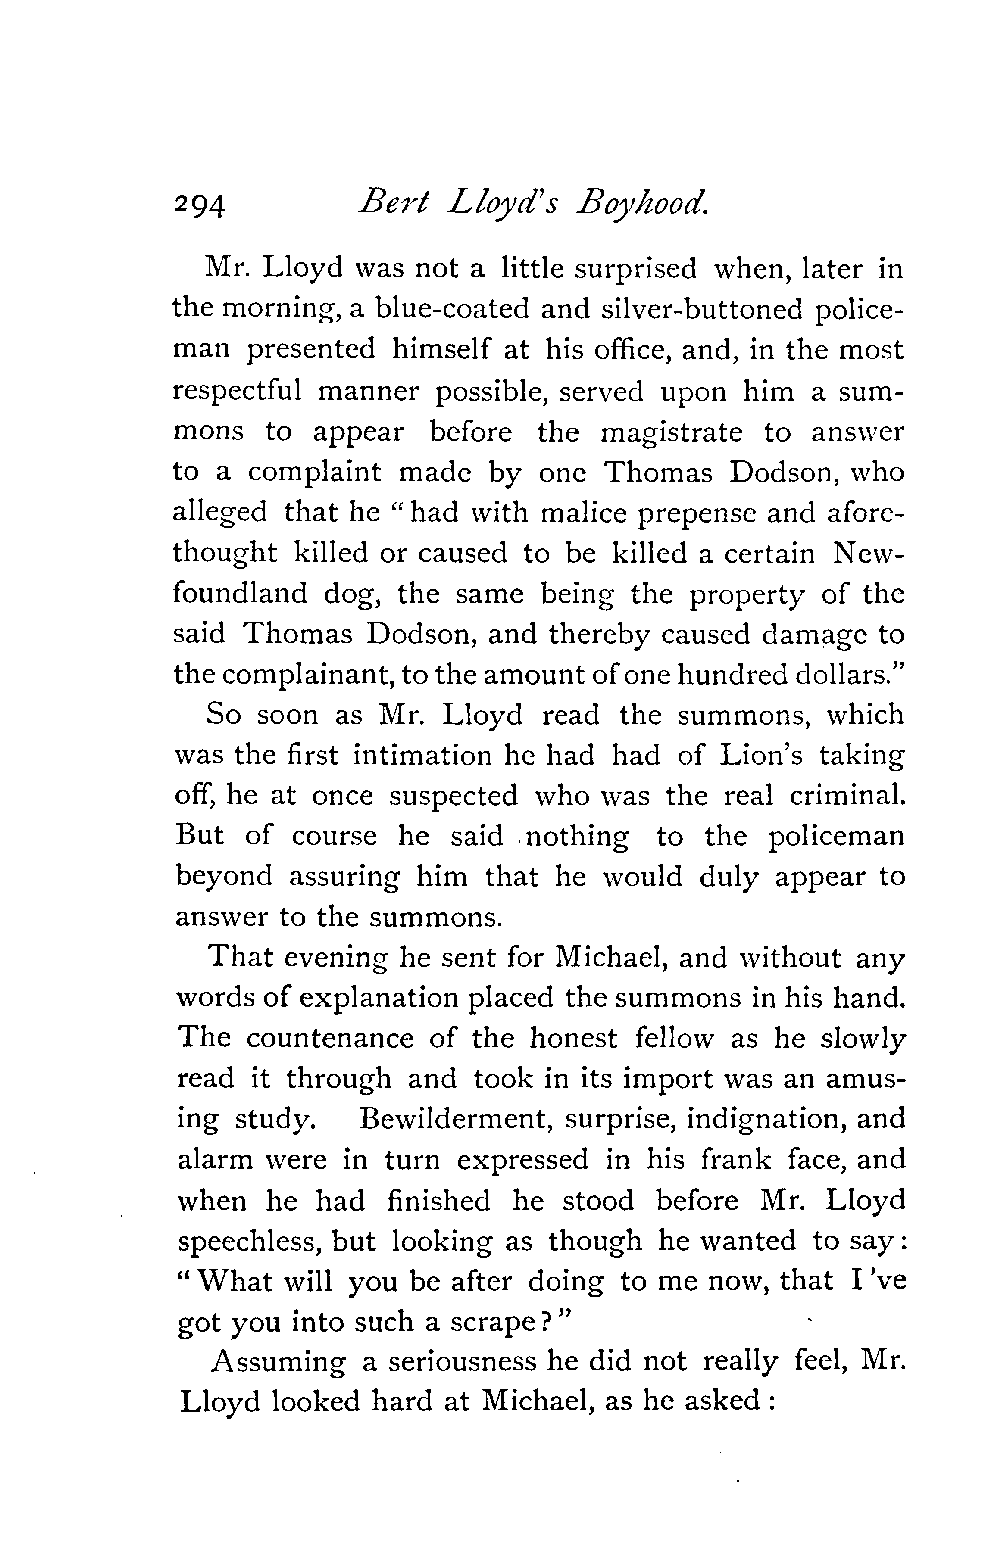 294 Bert Lloyd's Boyhood.
Mr. Lloyd was not a little surprised when, later in
the morning, a blue-coated and silver-buttoned police-
man presented himself at his office, and, in the most
respectful manner possible, served upon him a sum-
mons to appear before the magistrate to answer
to a complaint made by one Thomas Dodson, who
alleged that he "had with malice prepense and afore-
thought killed or caused to be killed a certain New-
foundland dog, the same being the property of the
said Thomas Dodson, and thereby caused damage to
the complainant, to the amount of one hundred dollars."
So soon as Mr. Lloyd read the summons, which
was the first intimation he had had of Lion's taking
off, he at once suspected who was the real criminal.
But of course he said nothing to the policeman
beyond assuring him that he would duly appear to
answer to the summons.
That evening he sent for Michael, and without any
words of explanation placed the summons in his hand.
The countenance of the honest fellow as he slowly
read it through and took in its import was an amus-
ing study. Bewilderment, surprise, indignation, and
alarm were in turn expressed in his frank face, and
when he had finished he stood before Mr. Lloyd
speechless, but looking as though he wanted to say:
"What will you be after doing to me now, that I 've
got you into such a scrape?"
Assuming a seriousness he did not really feel, Mr.
Lloyd looked hard at Michael, as he asked: